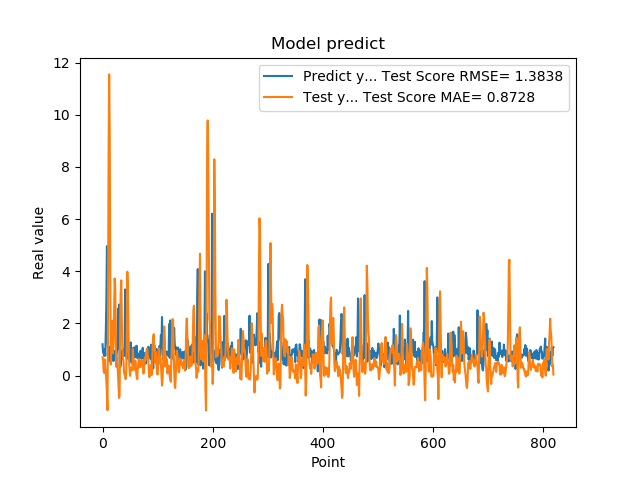 Model predict
Predict y... Test Score RMSE= 1.3838
Test y... Test Score MAE= 0.8728
Real value
12
10
8
6
4
2
0
0 200 400 600 800
Point